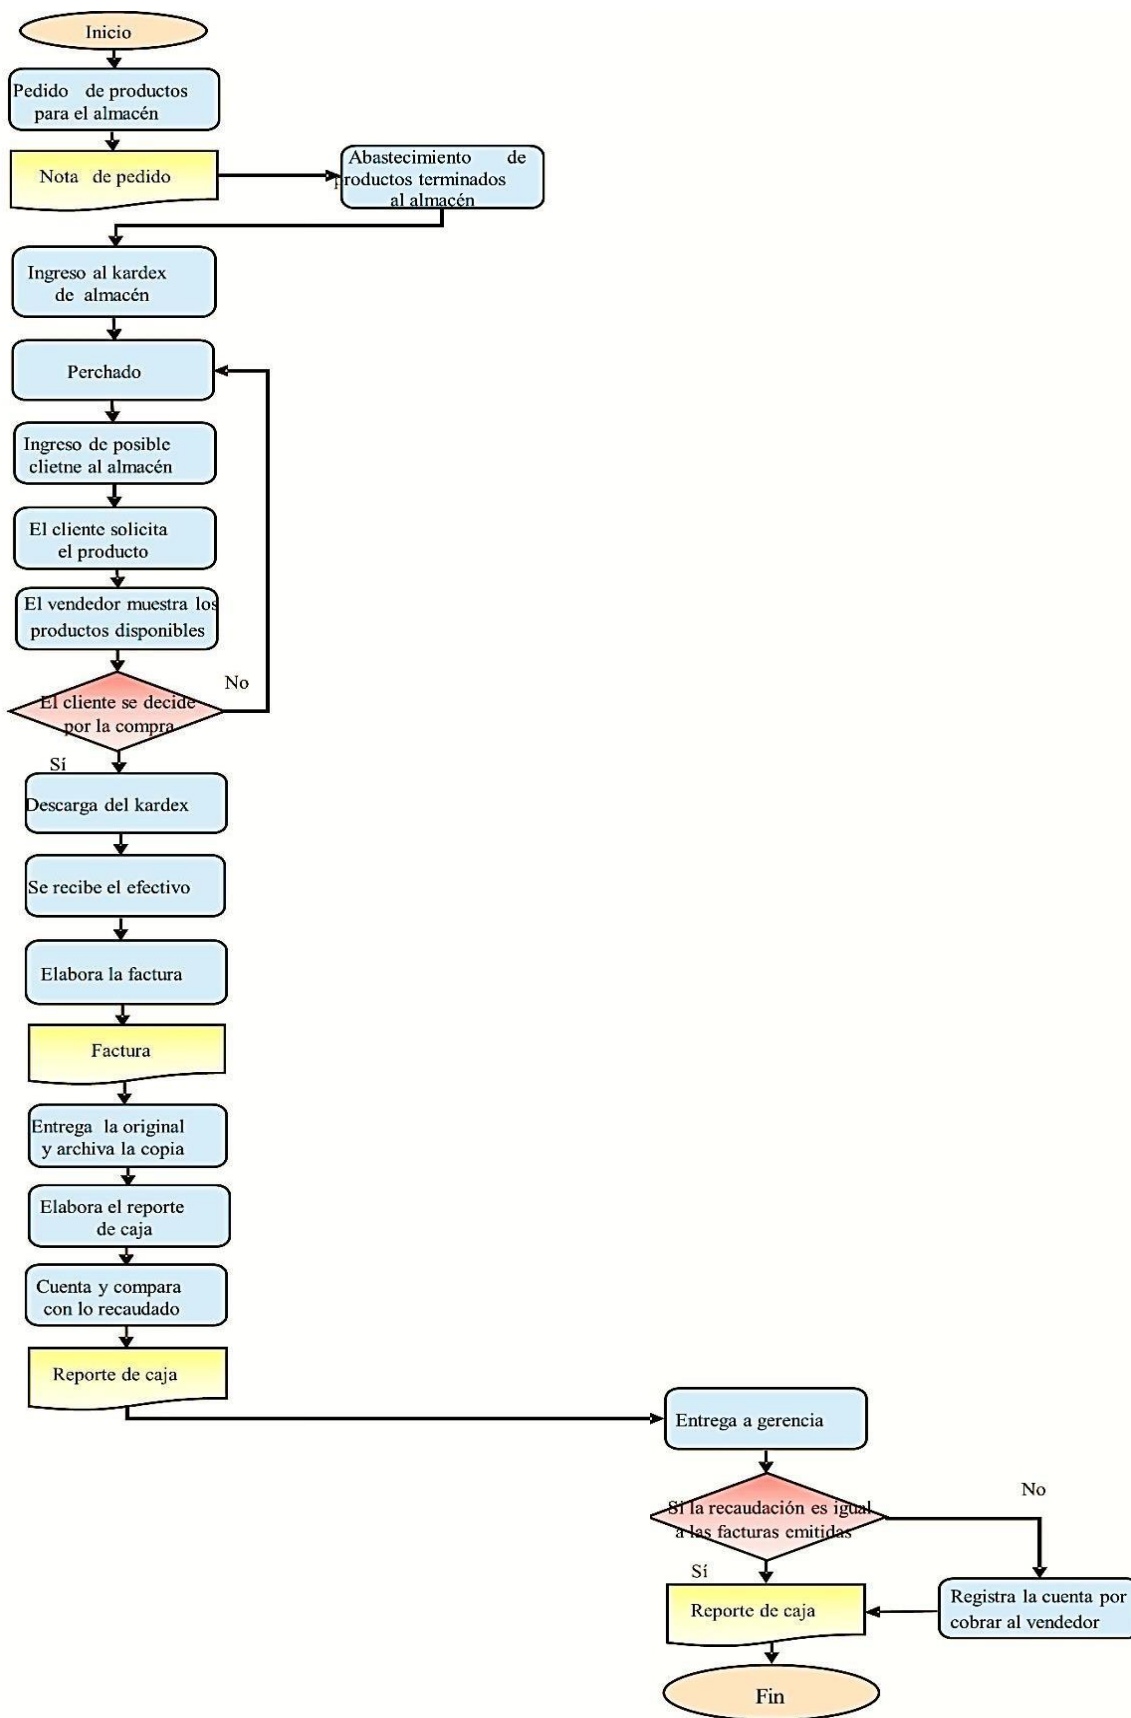 Inicio
Pedido de productos
para el almacén
Nota de pedido
Abastecimiento de
productos terminados
al almacén
Ingreso al kardex
de almacén
Perchado
Ingreso de posible
clietne al almacén
El cliente solicita
el producto
El vendedor muestra los
productos disponibles
No
El cliente se decide
por la compra
Sí
Descarga del kardex
Se recibe el efectivo
Elabora la factura
Factura
Entrega la original
y archiva la copia
Elabora el reporte
de caja
Cuenta y compara
con lo recaudado
Reporte de caja
Entrega a gerencia
Si la recaudación es igual
a las facturas emitidas
No
Sí
Registra la cuenta por
cobrar al vendedor
Reporte de caja
Fin